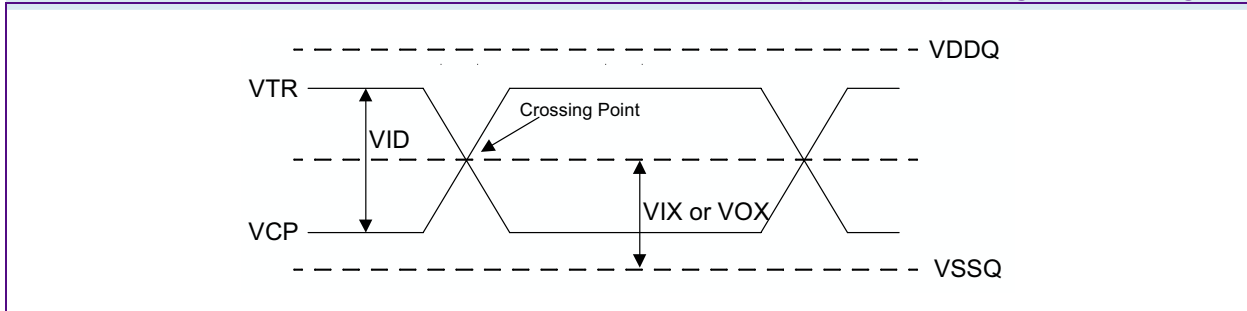 VDDQ
VTR
Crossing Point
VID
VIX or VOX
VCP
VSSQ